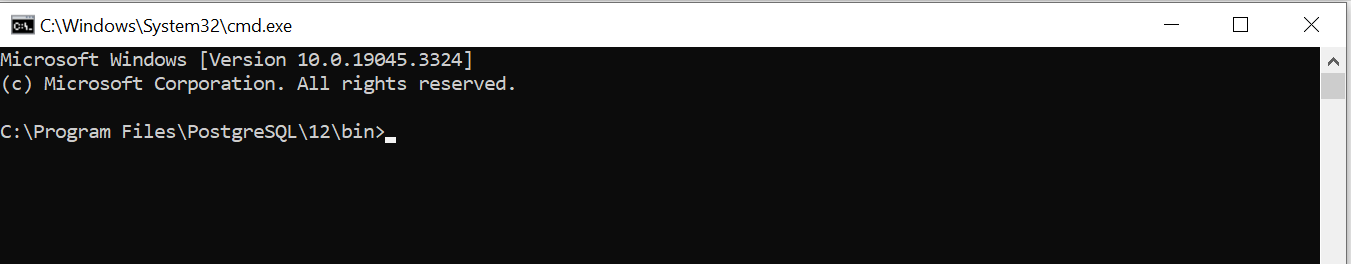 C:\Windows\System32\cmd.exe
Microsoft Windows [Version 10.0.19045.3324]
(c) Microsoft Corporation. All rights reserved.
C:\Program Files\PostgreSQL\12\bin>